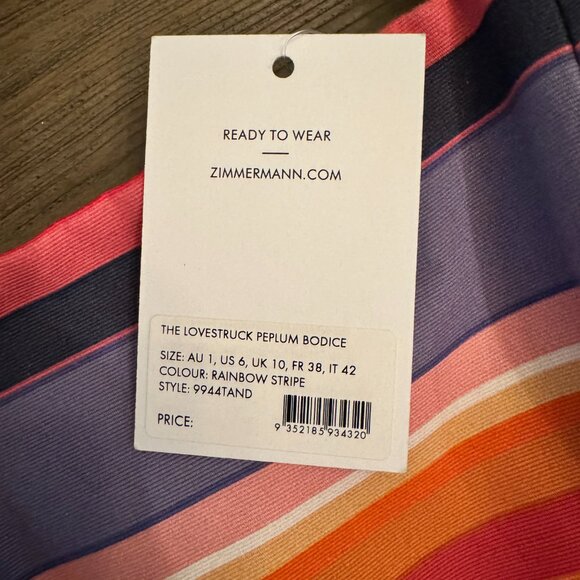 READY TO WEAR
ZIMMERMANN.COM
THE LOVESTRUCK PEPLUM BODICE
SIZE: AU 1, US 6, UK 10, FR 38, IT 42
COLOUR: RAINBOW STRIPE
STYLE: 9944TAND
PRICE:
9 352185 934320